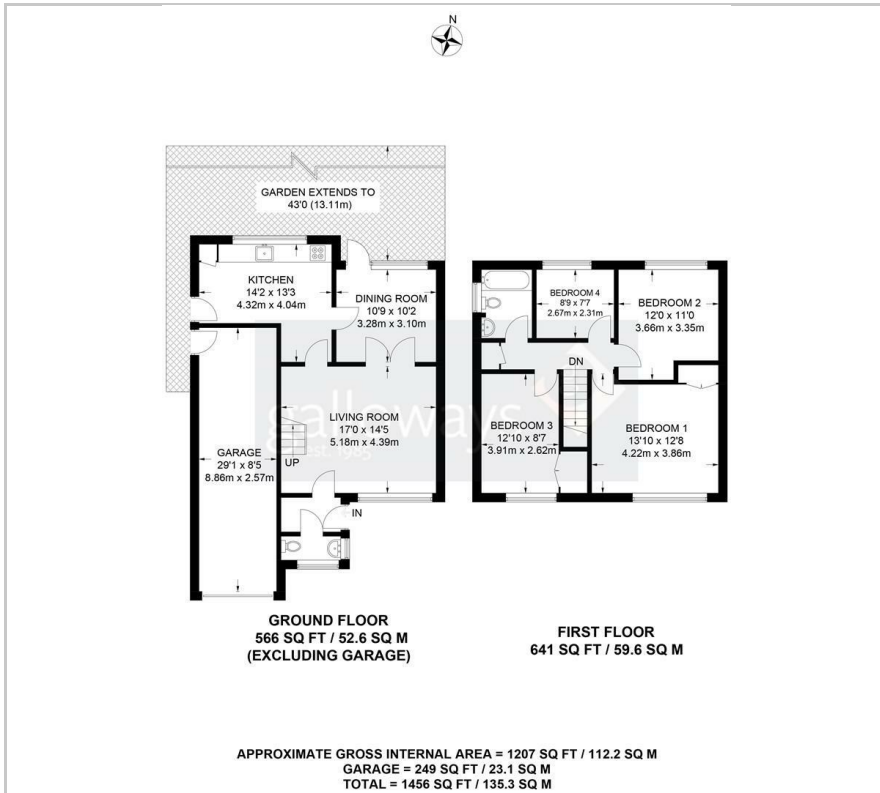 N
GARDEN EXTENDS TO
43'0 (13.11m)
KITCHEN
14'2 x 13'3
4.32m x 4.04m
DINING ROOM
10'9 x 10'2
3.28m x 3.10m
LIVING ROOM
17'0 x 14'5
5.18m x 4.39m
UP
GARAGE
29'1 x 8'5
8.86m x 2.57m
IN
BEDROOM 4
8'9 x 7'7
2.67m x 2.31m
BEDROOM 2
12'0 x 11'0
3.66m x 3.35m
DN
BEDROOM 3
12'10 x 8'7
3.91m x 2.62m
BEDROOM 1
13'10 x 12'8
4.22m x 3.86m
galloways
est. 1985
GROUND FLOOR
566 SQ FT / 52.6 SQ M
(EXCLUDING GARAGE)
FIRST FLOOR
641 SQ FT / 59.6 SQ M
APPROXIMATE GROSS INTERNAL AREA = 1207 SQ FT / 112.2 SQ M
GARAGE = 249 SQ FT / 23.1 SQ M
TOTAL = 1456 SQ FT / 135.3 SQ M